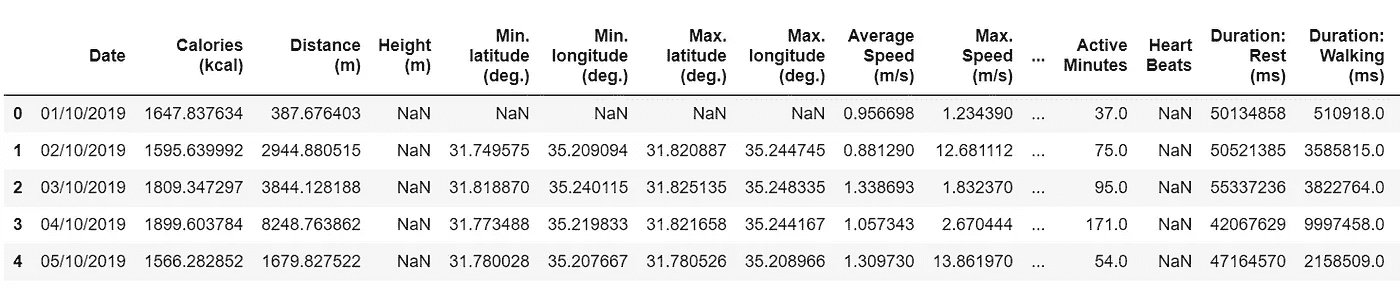 Date Calories (kcal) Distance (m) Height (m) Min. latitude (deg.) Min. longitude (deg.) Max. latitude (deg.) Max. longitude (deg.) Average Speed (m/s) Max. Speed (m/s) ... Active Minutes Heart Beats Duration: Rest (ms) Duration: Walking (ms)
0 01/10/2019 1647.837634 387.676403 NaN NaN NaN NaN NaN 0.956698 1.234390 ... 37.0 NaN 50134858 510918.0
1 02/10/2019 1595.639992 2944.880515 NaN 31.749575 35.209094 31.820887 35.244745 0.881290 12.681112 ... 75.0 NaN 50521385 3585815.0
2 03/10/2019 1809.347297 3844.128188 NaN 31.818870 35.240115 31.825135 35.248335 1.338693 1.832370 ... 95.0 NaN 55337236 3822764.0
3 04/10/2019 1899.603784 8248.763862 NaN 31.773488 35.219833 31.821658 35.244167 1.057343 2.670444 ... 171.0 NaN 42067629 9997458.0
4 05/10/2019 1566.282852 1679.827522 NaN 31.780028 35.207667 31.780526 35.208966 1.309730 13.861970 ... 54.0 NaN 47164570 2158509.0